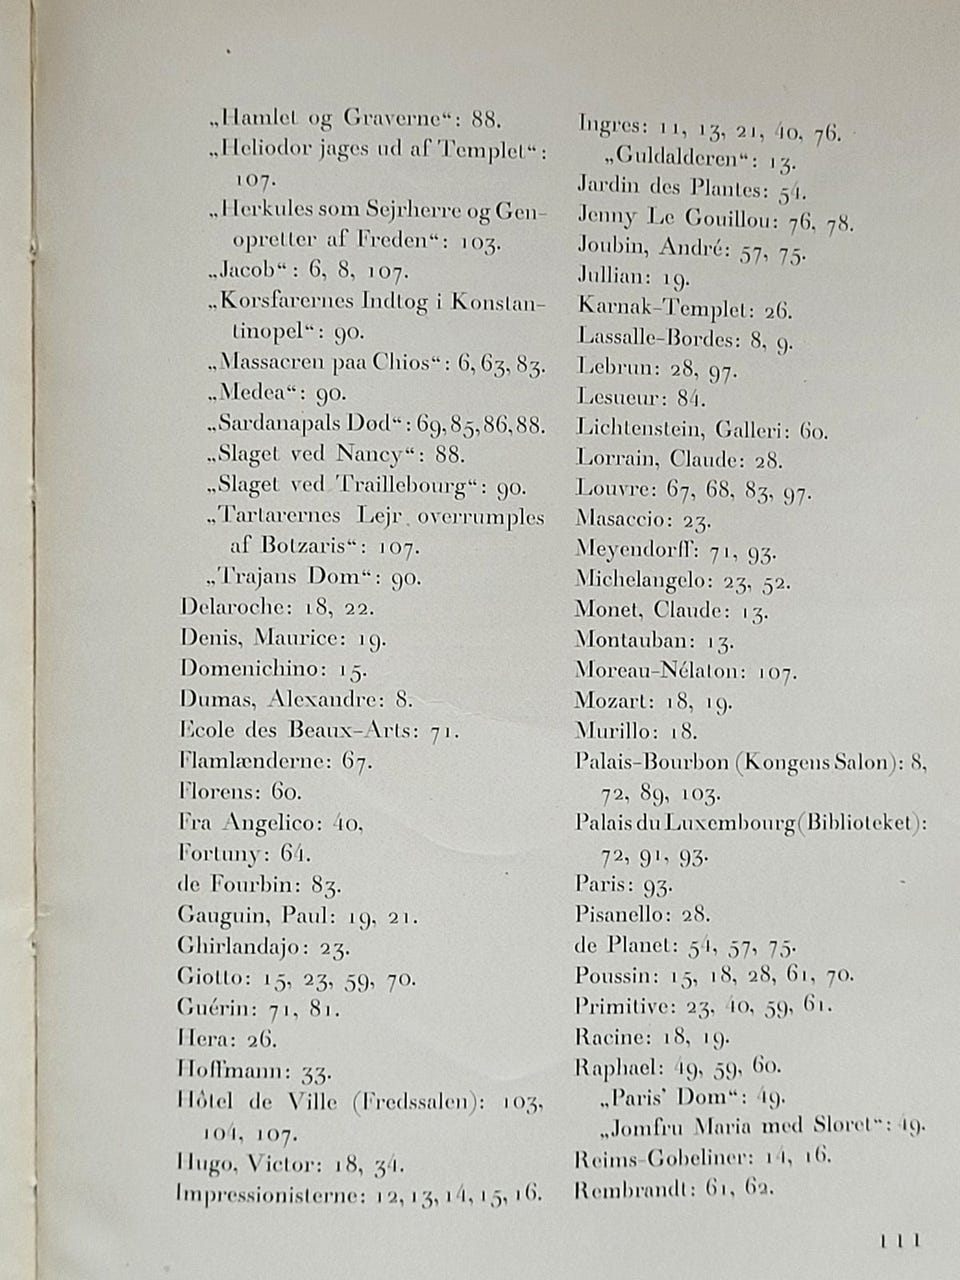 „Hamlet og Graverne“: 88.
„Heliodor jages ud af Templet“:
107.
„Herkules som Sejrherre og Gen-
opretter af Freden“: 103.
„Jacob“: 6, 8, 107.
„Korsfarernes Indtog i Konstan-
tinopel“: 90.
„Massacren paa Chios“: 6, 63, 83.
„Medea“: 90.
„Sardanapals Død“: 69, 85, 86, 88.
„Slaget ved Nancy“: 88.
„Slaget ved Traillebourg“: 90.
„Tartarernes Lejr overrumples
af Botzaris“: 107.
„Trajans Dom“: 90.
Delaroche: 18, 22.
Denis, Maurice: 19.
Domenichino: 15.
Dumas, Alexandre: 8.
Ecole des Beaux-Arts: 71.
Flamlænderne: 67.
Florens: 60.
Fra Angelico: 40,
Fortuny: 64.
de Fourbin: 83.
Gauguin, Paul: 19, 21.
Ghirlandajo: 23.
Giotto: 15, 23, 59, 70.
Guérin: 71, 81.
Hera: 26.
Hoffmann: 33.
Hôtel de Ville (Fredssalen): 103,
104, 107.
Hugo, Victor: 18, 34.
Impressionisterne: 12, 13, 14, 15, 16.
Ingres: 11, 13, 21, 40, 76.
„Guldalderen“: 13.
Jardin des Plantes: 54.
Jenny Le Gouillou: 76, 78.
Joubin, André: 57, 75.
Jullian: 19.
Karnak-Templet: 26.
Lassalle-Bordes: 8, 9.
Lebrun: 28, 97.
Lesueur: 84.
Lichtenstein, Galleri: 60.
Lorrain, Claude: 28.
Louvre: 67, 68, 83, 97.
Masaccio: 23.
Meyendorff: 71, 93.
Michelangelo: 23, 52.
Monet, Claude: 13.
Montauban: 13.
Moreau-Nélaton: 107.
Mozart: 18, 19.
Murillo: 18.
Palais-Bourbon (Kongens Salon): 8,
72, 89, 103.
Palais du Luxembourg (Biblioteket):
72, 91, 93.
Paris: 93.
Pisanello: 28.
de Planet: 54, 57, 75.
Poussin: 15, 18, 28, 61, 70.
Primitive: 23, 40, 59, 61.
Racine: 18, 19.
Raphael: 49, 59, 60.
„Paris’ Dom“: 49.
„Jomfru Maria med Sløret“: 49.
Reims-Gobeliner: 14, 16.
Rembrandt: 61, 62.
111